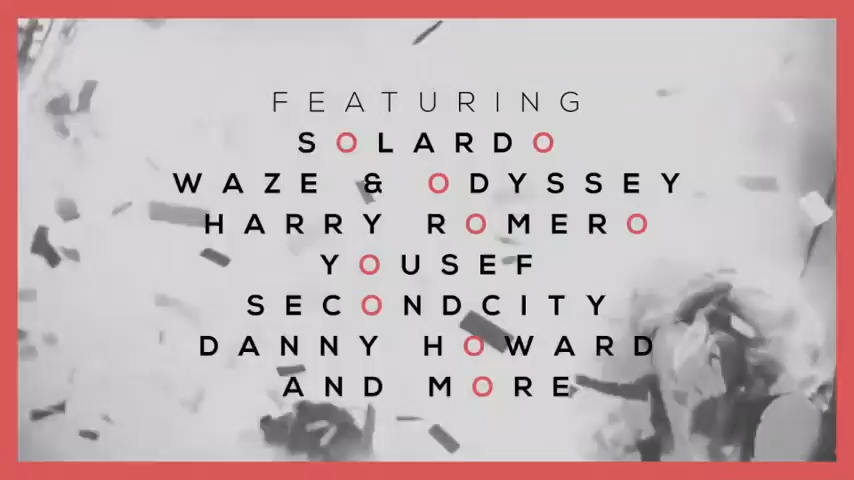 FEATURING
SOLARDO
WAZE & ODYSSEY
HARRY ROMERO
YOUSEF
SECONDCITY
DANNY HOWARD
AND MORE